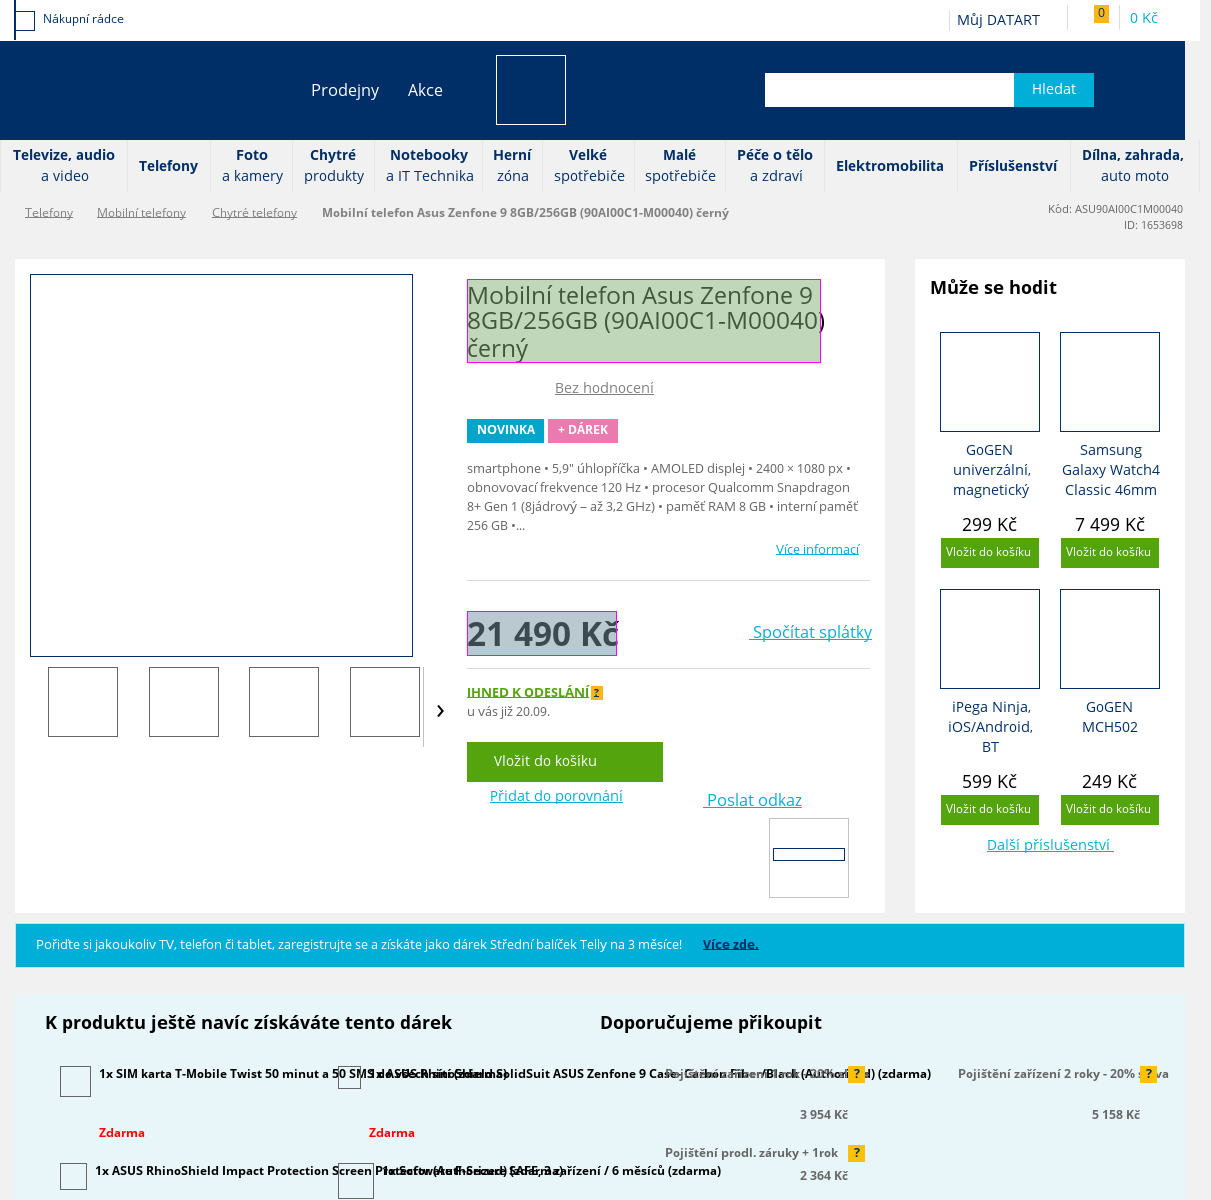 Nákupní rádce
Můj DATART
0
0 Kč
Prodejny
Akce
Hledat
Televize, audio
a video
Telefony
Foto
a kamery
Chytré
produkty
Notebooky
a IT Technika
Herní
zóna
Velké
spotřebiče
Malé
spotřebiče
Péče o tělo
a zdraví
Elektromobilita
Příslušenství
Dílna, zahrada,
auto moto
Telefony
Mobilní telefony
Chytré telefony
Mobilní telefon Asus Zenfone 9 8GB/256GB (90AI00C1-M00040) černý
Kód: ASU90AI00C1M00040
ID: 1653698
Mobilní telefon Asus Zenfone 9
8GB/256GB (90AI00C1-M00040)
černý
Bez hodnocení
NOVINKA
+ DÁREK
smartphone • 5,9" úhlopříčka • AMOLED displej • 2400 × 1080 px •
obnovovací frekvence 120 Hz • procesor Qualcomm Snapdragon
8+ Gen 1 (8jádrový – až 3,2 GHz) • paměť RAM 8 GB • interní paměť
256 GB •...
Více informací
21 490 Kč
Spočítat splátky
IHNED K ODESLÁNÍ ?
u vás již 20.09.
Vložit do košíku
Přidat do porovnání
Poslat odkaz
Může se hodit
GoGEN
univerzální,
magnetický
299 Kč
Vložit do košíku
Samsung
Galaxy Watch4
Classic 46mm
7 499 Kč
Vložit do košíku
iPega Ninja,
iOS/Android,
BT
599 Kč
Vložit do košíku
GoGEN
MCH502
249 Kč
Vložit do košíku
Další příslušenství
Pořiďte si jakoukoliv TV, telefon či tablet, zaregistrujte se a získáte jako dárek Střední balíček Telly na 3 měsíce!
Více zde.
K produktu ještě navíc získáváte tento dárek
Doporučujeme přikoupit
1x SIM karta T-Mobile Twist 50 minut a 50 SMS do všech sítí (zdarma)
Zdarma
1x ASUS RhinoShield SolidSuit ASUS Zenfone 9 Case-Carbon Fiber/Black (Authorized) (zdarma)
Zdarma
?
3 954 Kč
Pojištění zařízení 2 roky - 20% sleva
?
5 158 Kč
1x ASUS RhinoShield Impact Protection Screen Protector (Authorized) (zdarma)
1x Software F-Secure SAFE, 3 zařízení / 6 měsíců (zdarma)
Pojištění prodl. záruky + 1rok
?
2 364 Kč